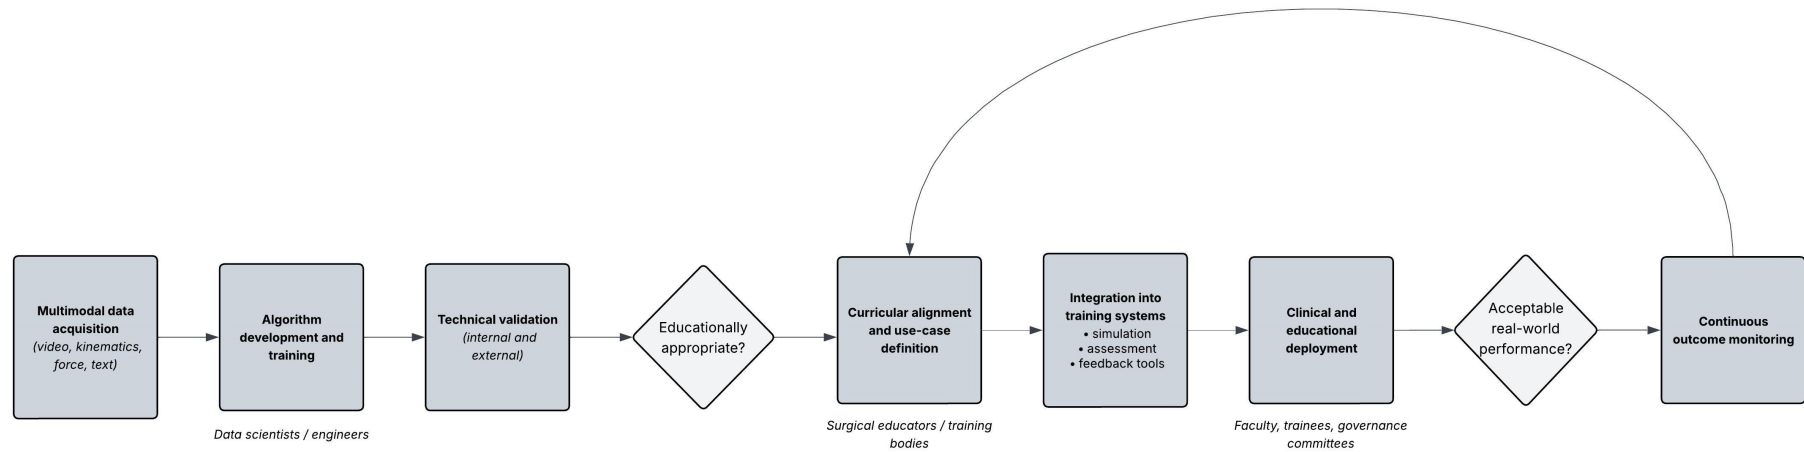 Multimodal data
acquisition
(video, kinematics,
force, text)
Algorithm
development and
training
Data scientists / engineers
Technical validation
(internal and
external)
Educationally
appropriate?
Curricular alignment
and use-case
definition
Surgical educators / training
bodies
Integration into
training systems
• simulation
• assessment
• feedback tools
Clinical and
educational
deployment
Faculty, trainees, governance
committees
Acceptable
real-world
performance?
Continuous
outcome monitoring